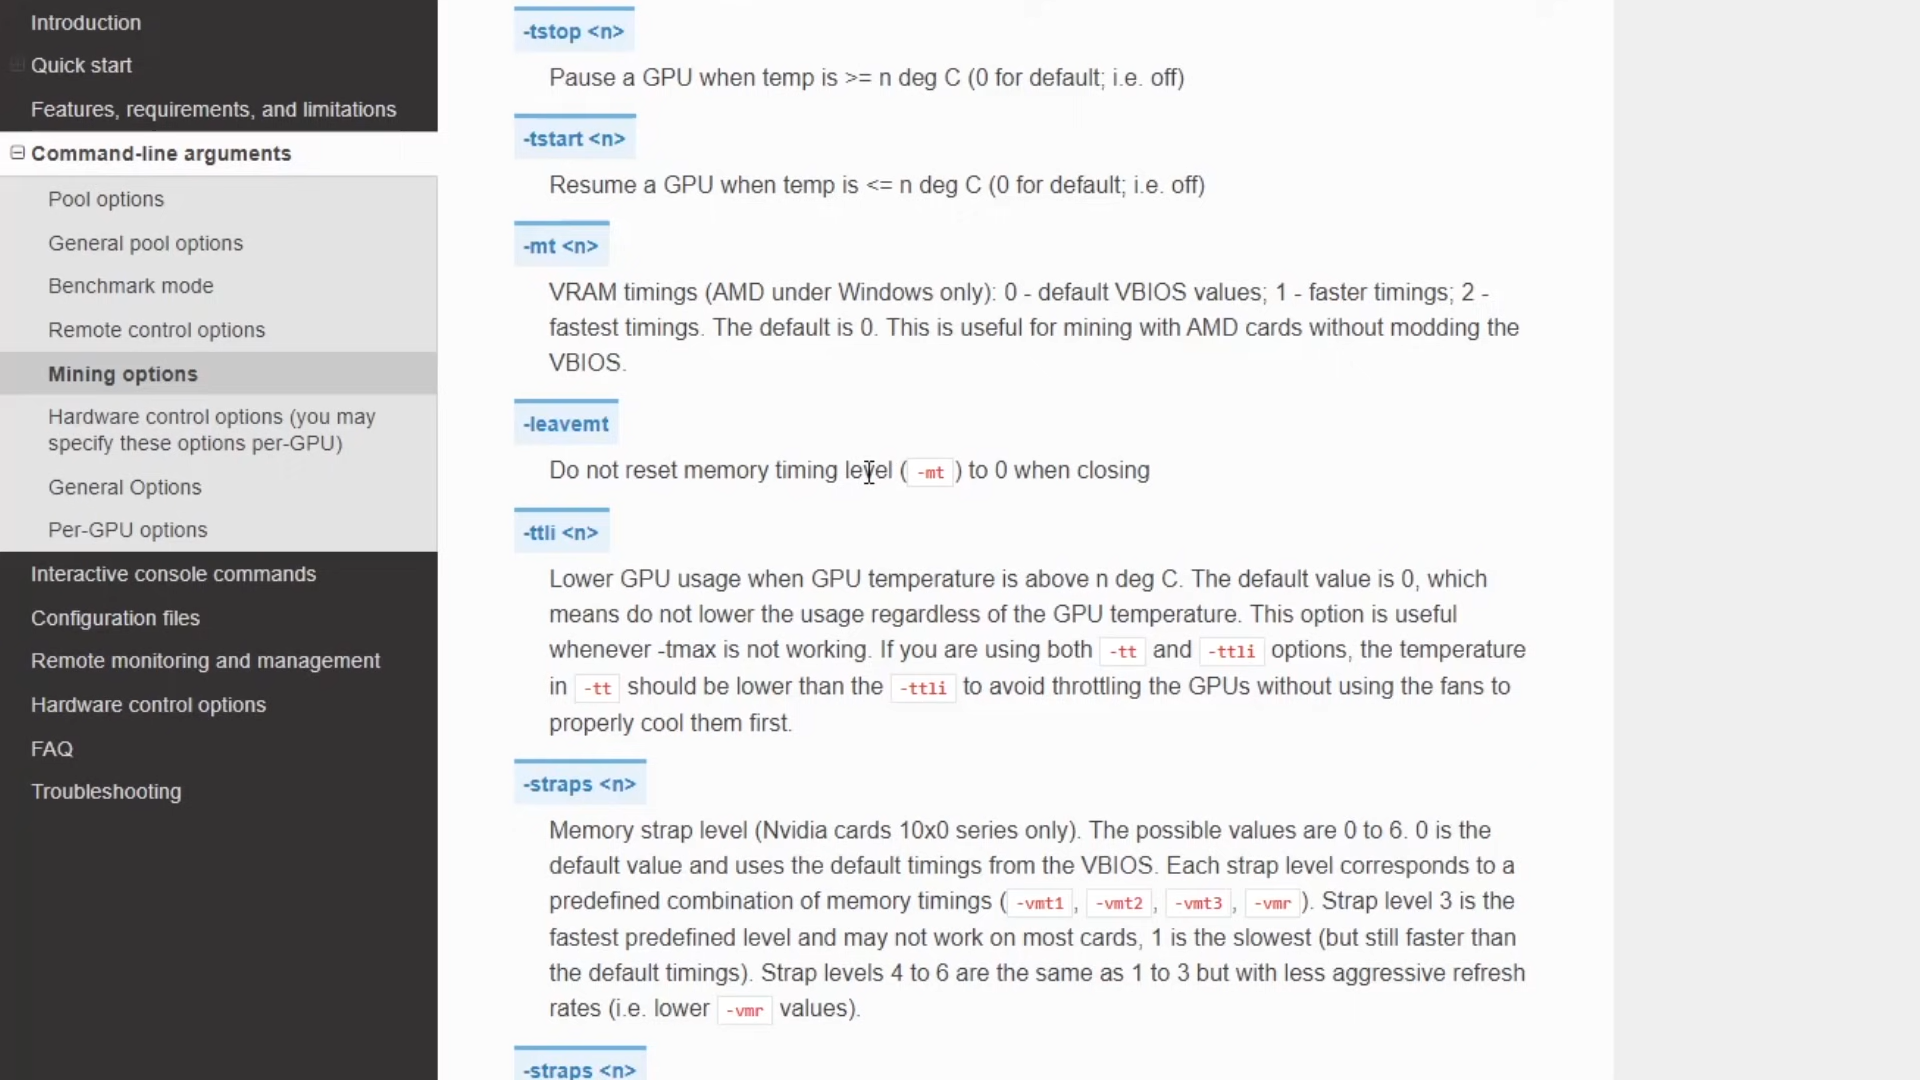 Introduction
Quick start
Features, requirements, and limitations
Command-line arguments
Pool options
General pool options
Benchmark mode
Remote control options
Mining options
Hardware control options (you may
specify these options per-GPU)
General Options
Per-GPU options
Interactive console commands
Configuration files
Remote monitoring and management
Hardware control options
FAQ
Troubleshooting
-tstop <n>
Pause a GPU when temp is >= n deg C (0 for default; i.e. off)
-tstart <n>
Resume a GPU when temp is <= n deg C (0 for default; i.e. off)
-mt <n>
VRAM timings (AMD under Windows only): 0 - default VBIOS values; 1 - faster timings; 2 -
fastest timings. The default is 0. This is useful for mining with AMD cards without modding the
VBIOS.
-leavemt
Do not reset memory timing level ( -mt ) to 0 when closing
-ttli <n>
Lower GPU usage when GPU temperature is above n deg C. The default value is 0, which
means do not lower the usage regardless of the GPU temperature. This option is useful
whenever -tmax is not working. If you are using both -tt and -ttli options, the temperature
in -tt should be lower than the -ttli to avoid throttling the GPUs without using the fans to
properly cool them first.
-straps <n>
Memory strap level (Nvidia cards 10x0 series only). The possible values are 0 to 6. 0 is the
default value and uses the default timings from the VBIOS. Each strap level corresponds to a
predefined combination of memory timings ( -vmt1 , -vmt2 , -vmt3 , -vmr ). Strap level 3 is the
fastest predefined level and may not work on most cards, 1 is the slowest (but still faster than
the default timings). Strap levels 4 to 6 are the same as 1 to 3 but with less aggressive refresh
rates (i.e. lower -vmr values).
-straps <n>